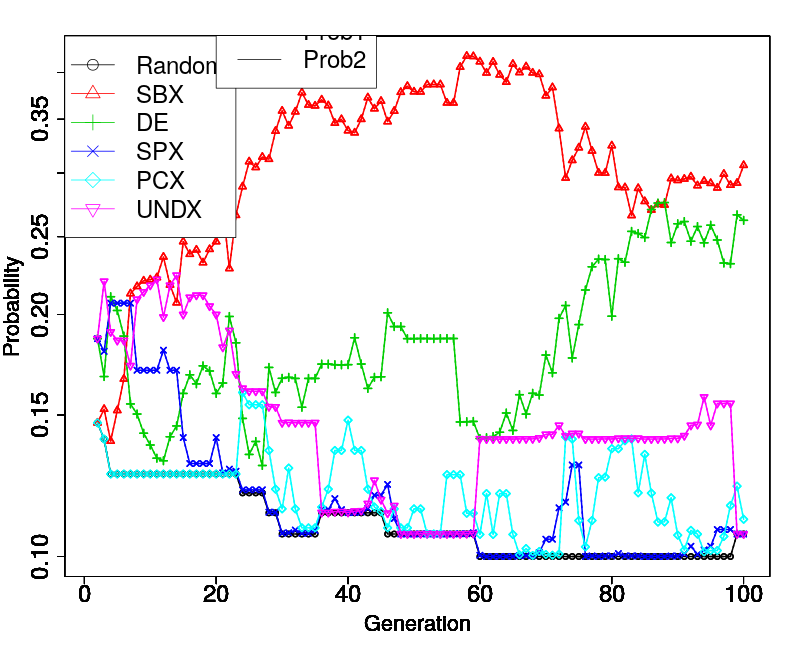 Prob1
Prob2
Random
SBX
DE
SPX
PCX
UNDX
0.35
0.25
0.20
0.15
0.10
Probability
0 20 40 60 80 100
Generation